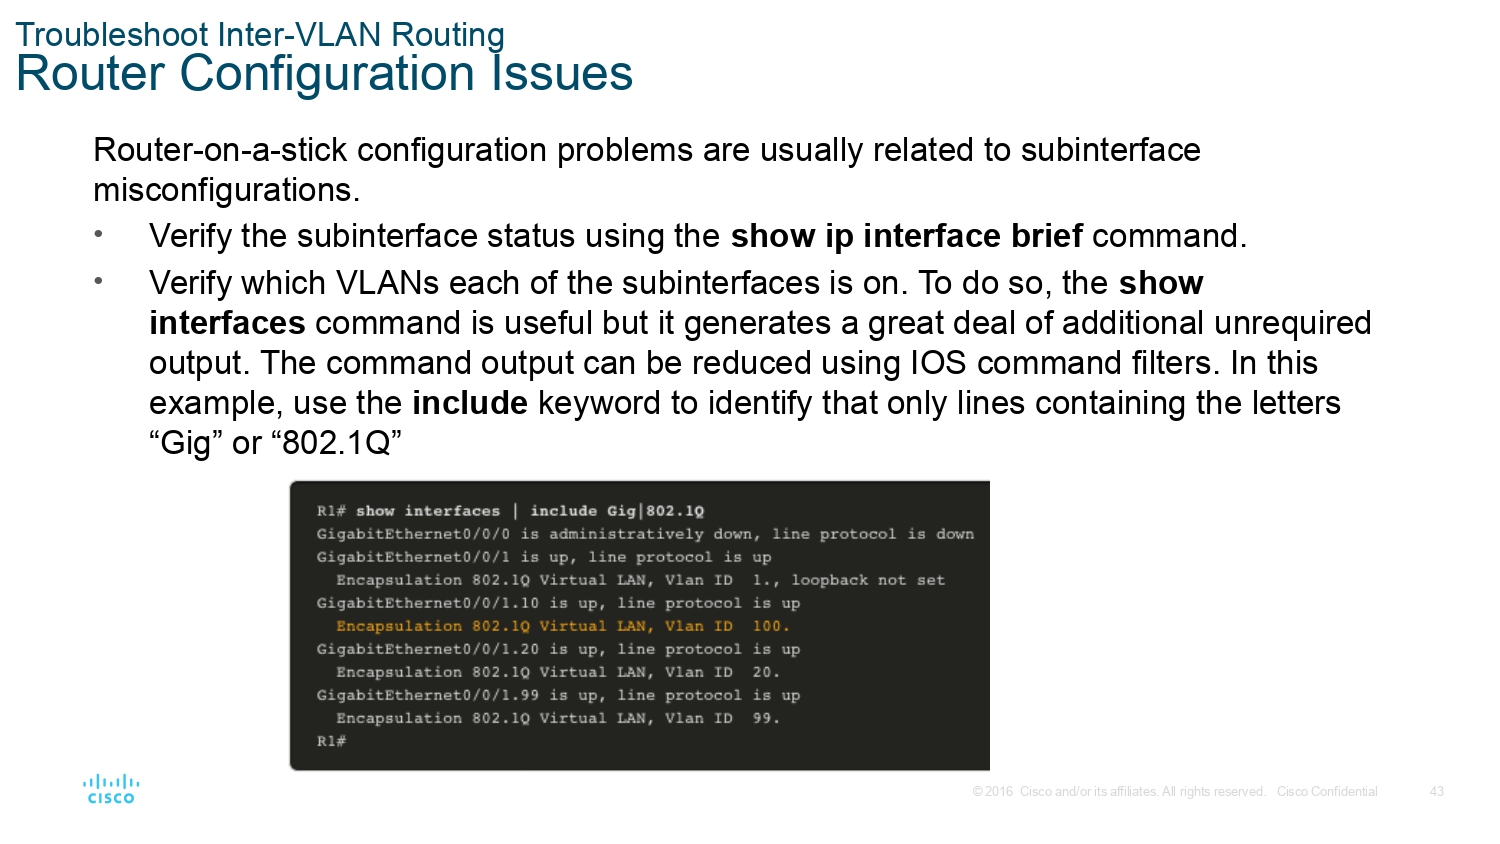 Troubleshoot Inter-VLAN Routing
Router Configuration Issues
Router-on-a-stick configuration problems are usually related to subinterface
misconfigurations.
• Verify the subinterface status using the show ip interface brief command.
• Verify which VLANs each of the subinterfaces is on. To do so, the show
interfaces command is useful but it generates a great deal of additional unrequired
output. The command output can be reduced using IOS command filters. In this
example, use the include keyword to identify that only lines containing the letters
“Gig” or “802.1Q”
R1# show interfaces | include Gig|802.1Q
GigabitEthernet0/0/0 is administratively down, line protocol is down
GigabitEthernet0/0/1 is up, line protocol is up
  Encapsulation 802.1Q Virtual LAN, Vlan ID  1., loopback not set
GigabitEthernet0/0/1.10 is up, line protocol is up
  Encapsulation 802.1Q Virtual LAN, Vlan ID  100.
GigabitEthernet0/0/1.20 is up, line protocol is up
  Encapsulation 802.1Q Virtual LAN, Vlan ID  20.
GigabitEthernet0/0/1.99 is up, line protocol is up
  Encapsulation 802.1Q Virtual LAN, Vlan ID  99.
R1#
CISCO
© 2016 Cisco and/or its affiliates. All rights reserved. Cisco Confidential 43